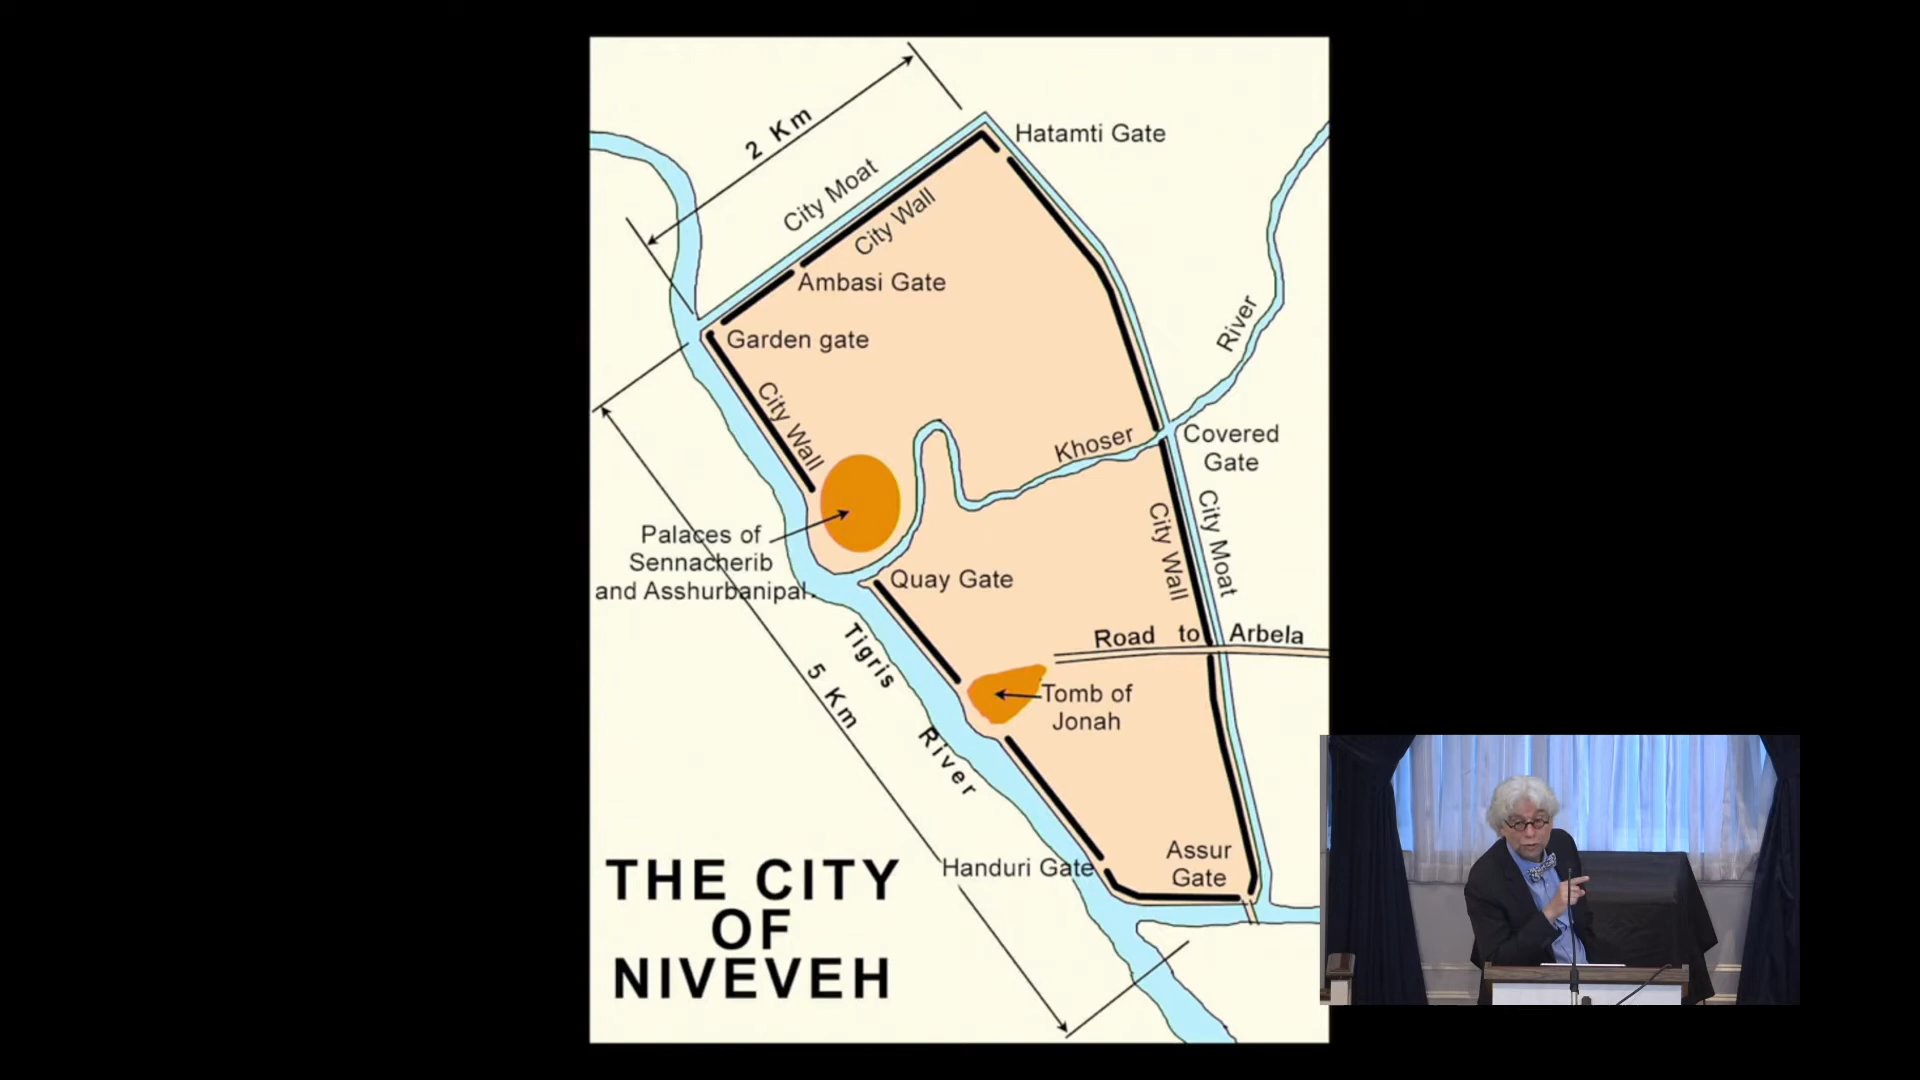 2 Km
Hatamti Gate
City Moat
City Wall
Ambasi Gate
Garden gate
River
City Wall
Khoser
Covered
Gate
City Moat
City Wall
Palaces of
Sennacherib
and Asshurbanipal.
Quay Gate
Road to Arbela
Tigris
River
5 Km
Tomb of
Jonah
Assur
Gate
Handuri Gate
THE CITY
OF
NIVEVEH